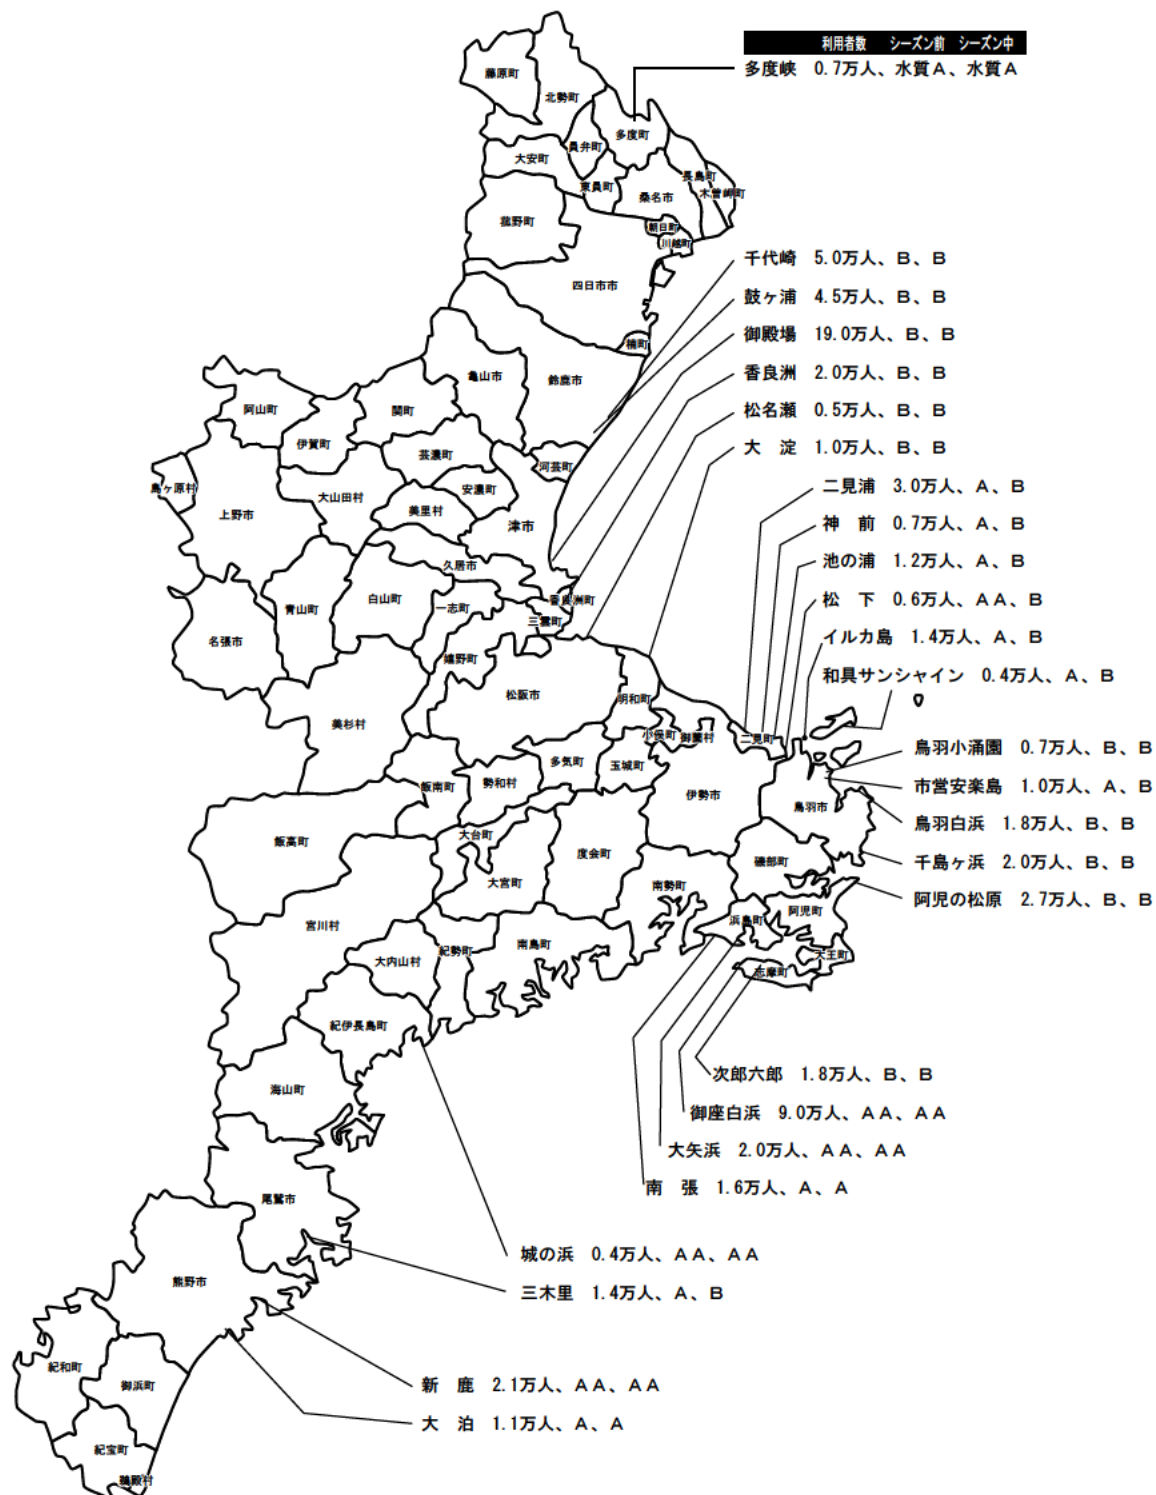 利用者数　シーズン前　シーズン中
多度峡　0.7万人、水質Ａ、水質Ａ
藤原町
北勢町
多度町
員弁町
大安町
東員町
長島町
木曽岬町
桑名市
菰野町
朝日町
川越町
千代崎　5.0万人、Ｂ、Ｂ
四日市市
鼓ヶ浦　4.5万人、Ｂ、Ｂ
御殿場　19.0万人、Ｂ、Ｂ
楠町
香良洲　2.0万人、Ｂ、Ｂ
亀山市
鈴鹿市
松名瀬　0.5万人、Ｂ、Ｂ
阿山町
関町
大　淀　1.0万人、Ｂ、Ｂ
伊賀町
芸濃町
河芸町
島ヶ原村
二見浦　3.0万人、Ａ、Ｂ
安濃町
大山田村
美里村
上野市
津市
神　前　0.7万人、Ａ、Ｂ
池の浦　1.2万人、Ａ、Ｂ
久居市
松　下　0.6万人、ＡＡ、Ｂ
白山町
香良洲町
青山町
一志町
三雲町
イルカ島　1.4万人、Ａ、Ｂ
名張市
嬉野町
和具サンシャイン　0.4万人、Ａ、Ｂ
松阪市
明和町
美杉村
小俣町
御薗村
二見町
鳥羽小涌園　0.7万人、Ｂ、Ｂ
多気町
玉城町
市営安楽島　1.0万人、Ａ、Ｂ
飯南町
勢和村
伊勢市
鳥羽市
鳥羽白浜　1.8万人、Ｂ、Ｂ
大台町
飯高町
度会町
千鳥ヶ浜　2.0万人、Ｂ、Ｂ
磯部町
大宮町
南勢町
阿児の松原　2.7万人、Ｂ、Ｂ
阿児町
浜島町
宮川村
南島町
紀勢町
大王町
大内山村
志摩町
紀伊長島町
次郎六郎　1.8万人、Ｂ、Ｂ
海山町
御座白浜　9.0万人、ＡＡ、ＡＡ
大矢浜　2.0万人、ＡＡ、ＡＡ
南　張　1.6万人、Ａ、Ａ
尾鷲市
城の浜　0.4万人、ＡＡ、ＡＡ
熊野市
三木里　1.4万人、Ａ、Ｂ
紀和町
御浜町
新　鹿　2.1万人、ＡＡ、ＡＡ
大　泊　1.1万人、Ａ、Ａ
紀宝町
鵜殿村